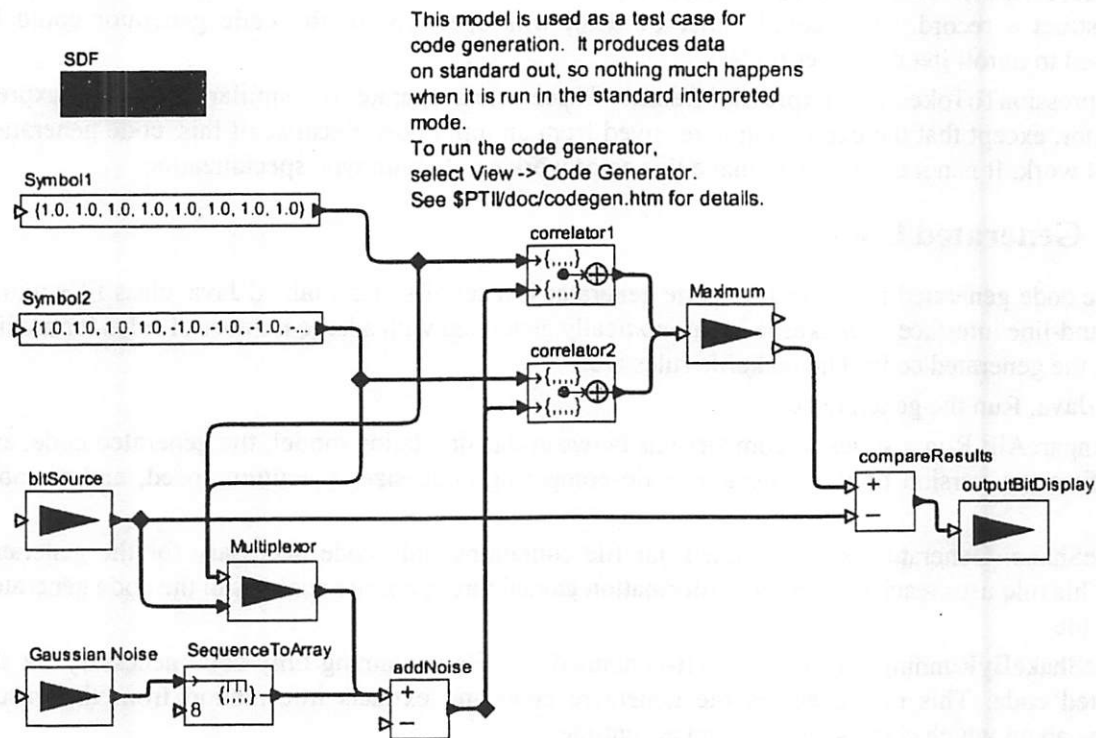 This model is used as a test case for
code generation. It produces data
on standard out, so nothing much happens
when it is run in the standard interpreted
mode.
To run the code generator,
select View -> Code Generator.
See $PTII/doc/codegen.htm for details.
SDF
Symbol1
{1.0, 1.0, 1.0, 1.0, 1.0, 1.0, 1.0, 1.0}
Symbol2
{1.0, 1.0, 1.0, 1.0, -1.0, -1.0, -1.0, -...
correlator1
{,,,,}
{,,,,}
Maximum
correlator2
{,,,,}
{,,,,}
compareResults
+
−
outputBitDisplay
bitSource
Multiplexor
Gaussian Noise
SequenceToArray
8
addNoise
+
−